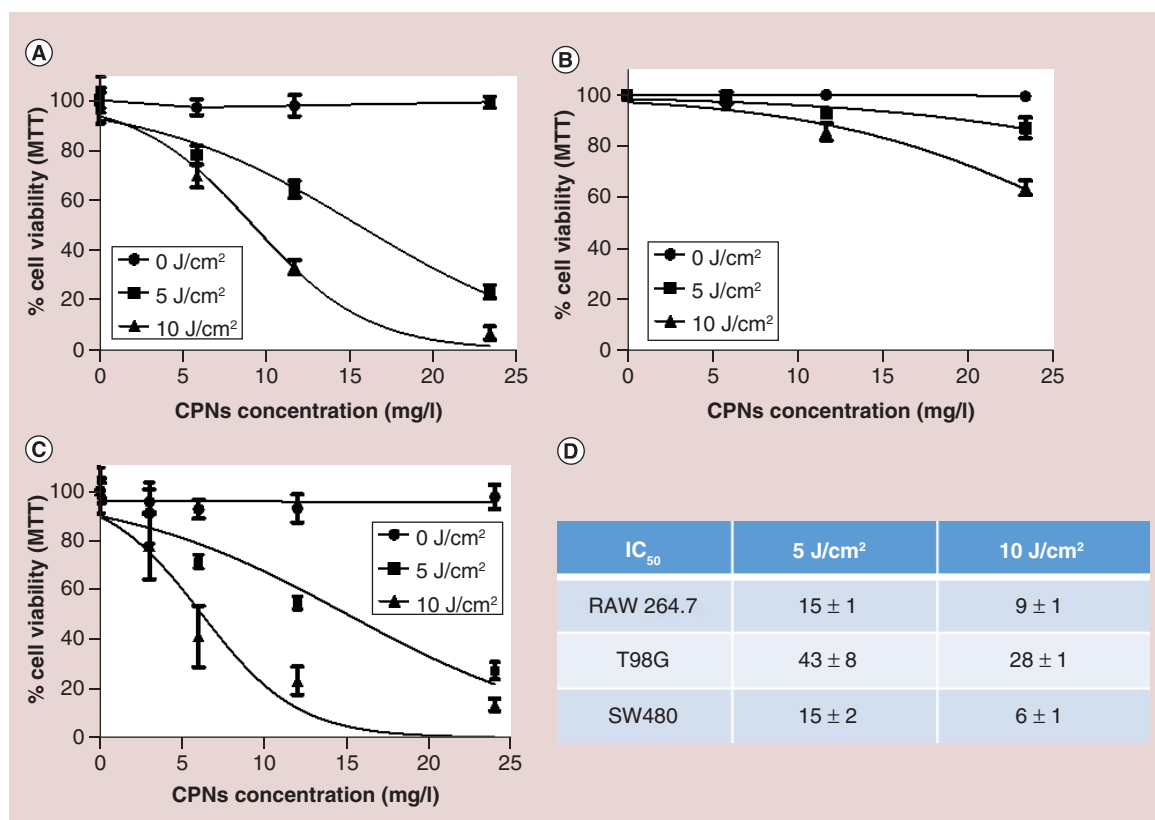 A
% cell viability (MTT)
100
80
60
40
20
0
0 J/cm²
5 J/cm²
10 J/cm²
0 5 10 15 20 25
CPNs concentration (mg/l)
B
% cell viability (MTT)
100
80
60
40
20
0
0 J/cm²
5 J/cm²
10 J/cm²
0 5 10 15 20 25
CPNs concentration (mg/l)
C
% cell viability (MTT)
100
80
60
40
20
0
0 J/cm²
5 J/cm²
10 J/cm²
0 5 10 15 20 25
CPNs concentration (mg/l)
D
IC₅₀ 5 J/cm² 10 J/cm²
RAW 264.7 15 ± 1 9 ± 1
T98G 43 ± 8 28 ± 1
SW480 15 ± 2 6 ± 1